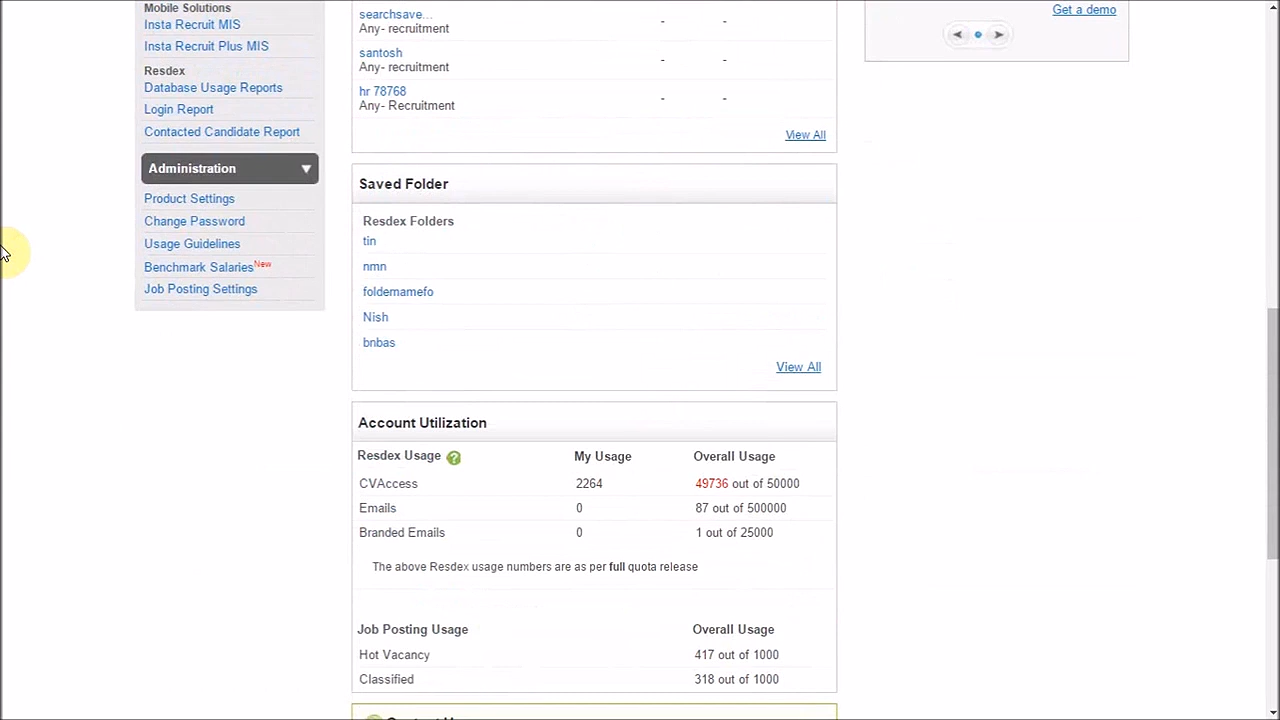 Mobile Solutions
Insta Recruit MIS
Insta Recruit Plus MIS
Resdex
Database Usage Reports
Login Report
Contacted Candidate Report
Administration
Product Settings
Change Password
Usage Guidelines
Benchmark Salaries New
Job Posting Settings
searchsave...
Any- recruitment - -
santosh
Any- recruitment - -
hr 78768
Any- Recruitment - -
View All
Saved Folder
Resdex Folders
tin
nmn
foldemamefo
Nish
bnbas
View All
Account Utilization
Resdex Usage ? My Usage Overall Usage
CVAccess 2264 49736 out of 50000
Emails 0 87 out of 500000
Branded Emails 0 1 out of 25000
The above Resdex usage numbers are as per full quota release
Job Posting Usage Overall Usage
Hot Vacancy 417 out of 1000
Classified 318 out of 1000
Get a demo